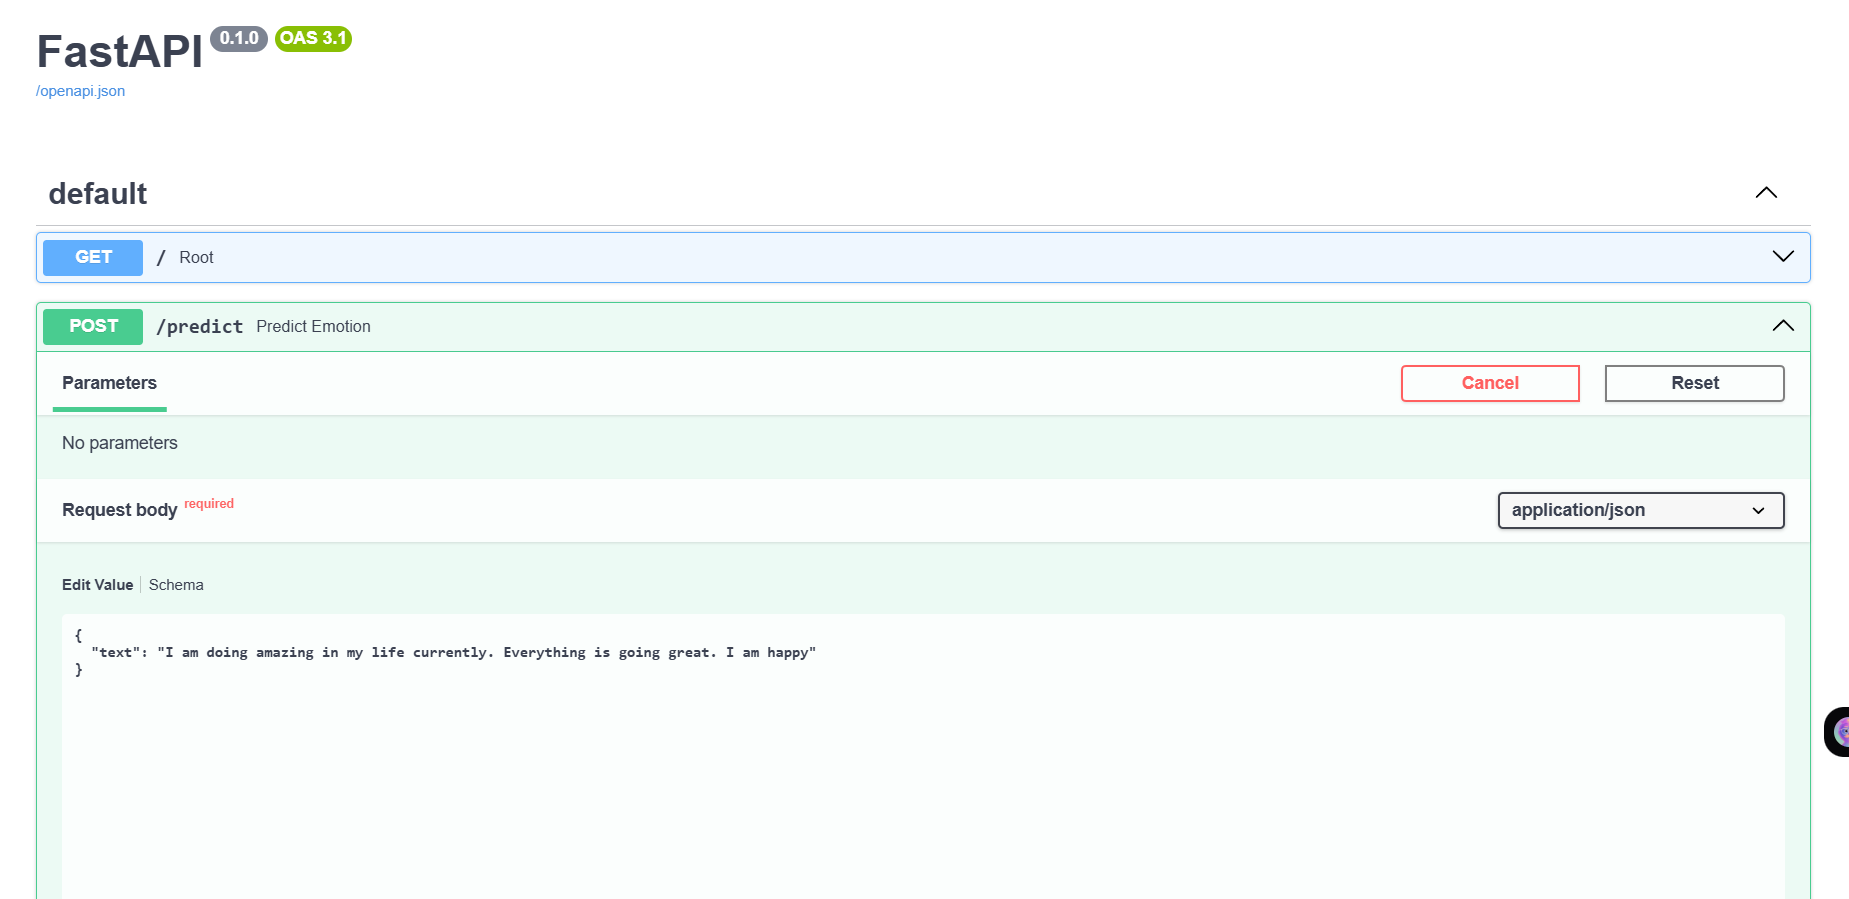 FastAPI 0.1.0 OAS 3.1
/openapi.json
default
GET / Root
POST /predict Predict Emotion
Parameters
Cancel
Reset
No parameters
Request body required
application/json
Edit Value Schema
{
"text": "I am doing amazing in my life currently. Everything is going great. I am happy"
}